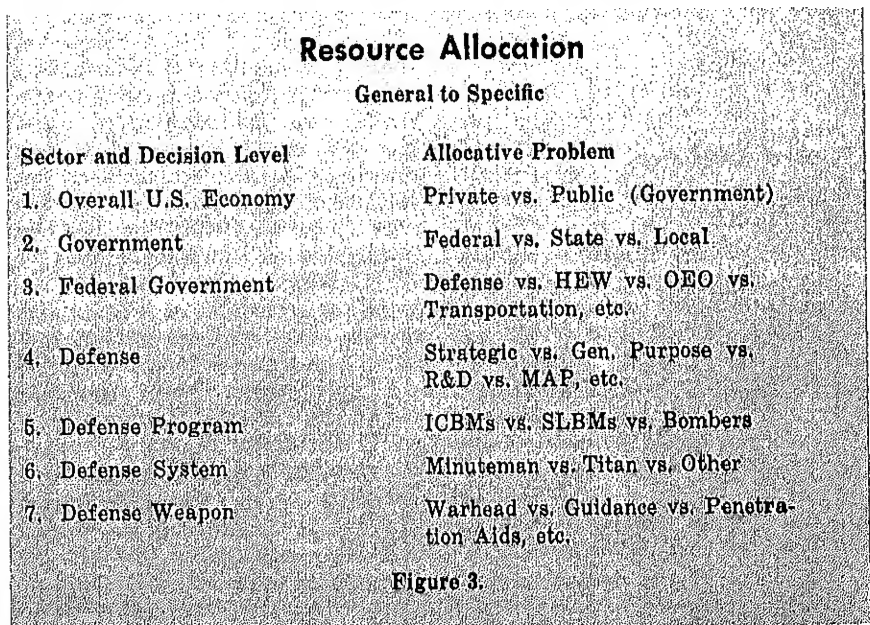 Resource Allocation
General to Specific
Sector and Decision Level Allocative Problem
1. Overall U.S. Economy Private vs. Public (Government)
2. Government Federal vs. State vs. Local
3. Federal Government Defense vs. HEW vs. OEO vs.
Transportation, etc.
4. Defense Strategic vs. Gen. Purpose vs.
R&D vs. MAP, etc.
5. Defense Program ICBMs vs. SLBMs vs. Bombers
6. Defense System Minuteman vs. Titan vs. Other
7. Defense Weapon Warhead vs. Guidance vs. Penetra-
tion Aids, etc.
Figure 3.